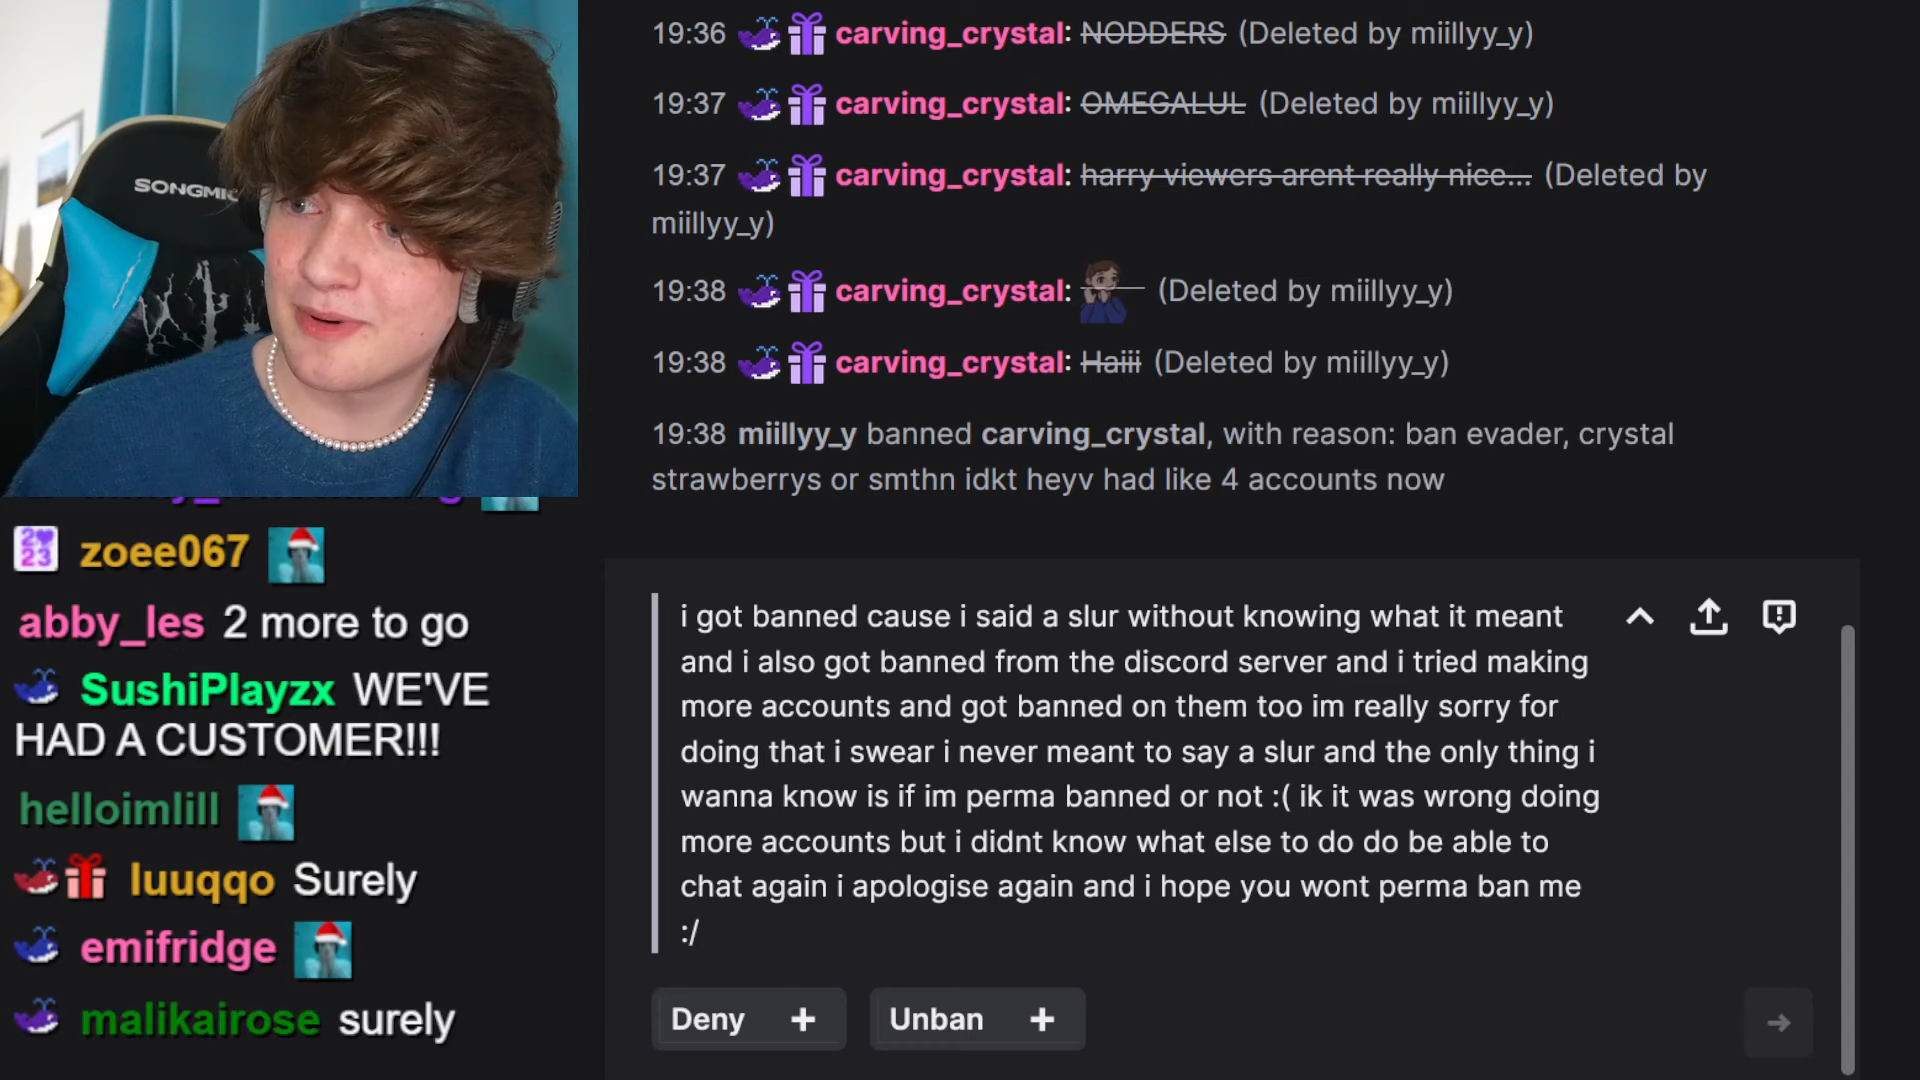 SONGMI
19:36 carving_crystal: NODDERS (Deleted by miillyy_y)
19:37 carving_crystal: OMEGALUL (Deleted by miillyy_y)
19:37 carving_crystal: harry viewers arent really nice... (Deleted by
miillyy_y)
19:38 carving_crystal: (Deleted by miillyy_y)
19:38 carving_crystal: Haiii (Deleted by miillyy_y)
19:38 miillyy_y banned carving_crystal, with reason: ban evader, crystal
strawberrys or smthn idkt heyv had like 4 accounts now
2023 zoee067
abby_les 2 more to go
SushiPlayzx WE'VE
HAD A CUSTOMER!!!
helloimlill
luuqqo Surely
emifridge
malikairose surely
i got banned cause i said a slur without knowing what it meant
and i also got banned from the discord server and i tried making
more accounts and got banned on them too im really sorry for
doing that i swear i never meant to say a slur and the only thing i
wanna know is if im perma banned or not :( ik it was wrong doing
more accounts but i didnt know what else to do do be able to
chat again i apologise again and i hope you wont perma ban me
:/
Deny +
Unban +